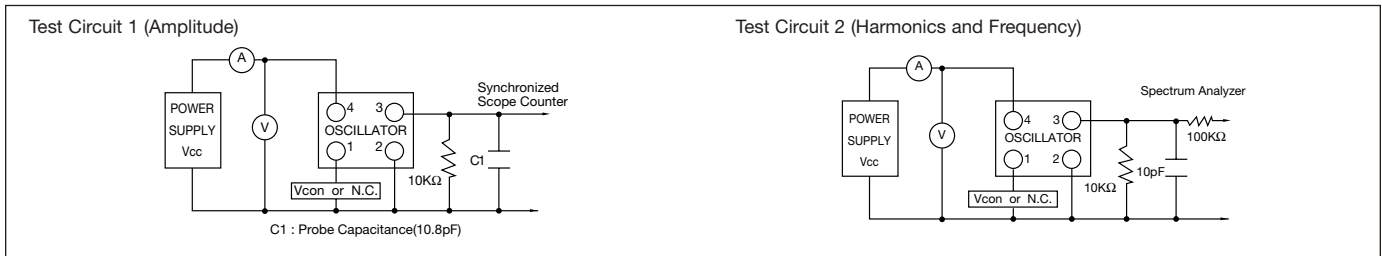 Test Circuit 1 (Amplitude)
A
POWER
SUPPLY
Vcc
V
4 3
OSCILLATOR
1 2
Vcon or N.C.
10KΩ
C1
Synchronized
Scope Counter
C1 : Probe Capacitance(10.8pF)
Test Circuit 2 (Harmonics and Frequency)
A
POWER
SUPPLY
Vcc
V
4 3
OSCILLATOR
1 2
Vcon or N.C.
10KΩ
10pF
Spectrum Analyzer
100KΩ